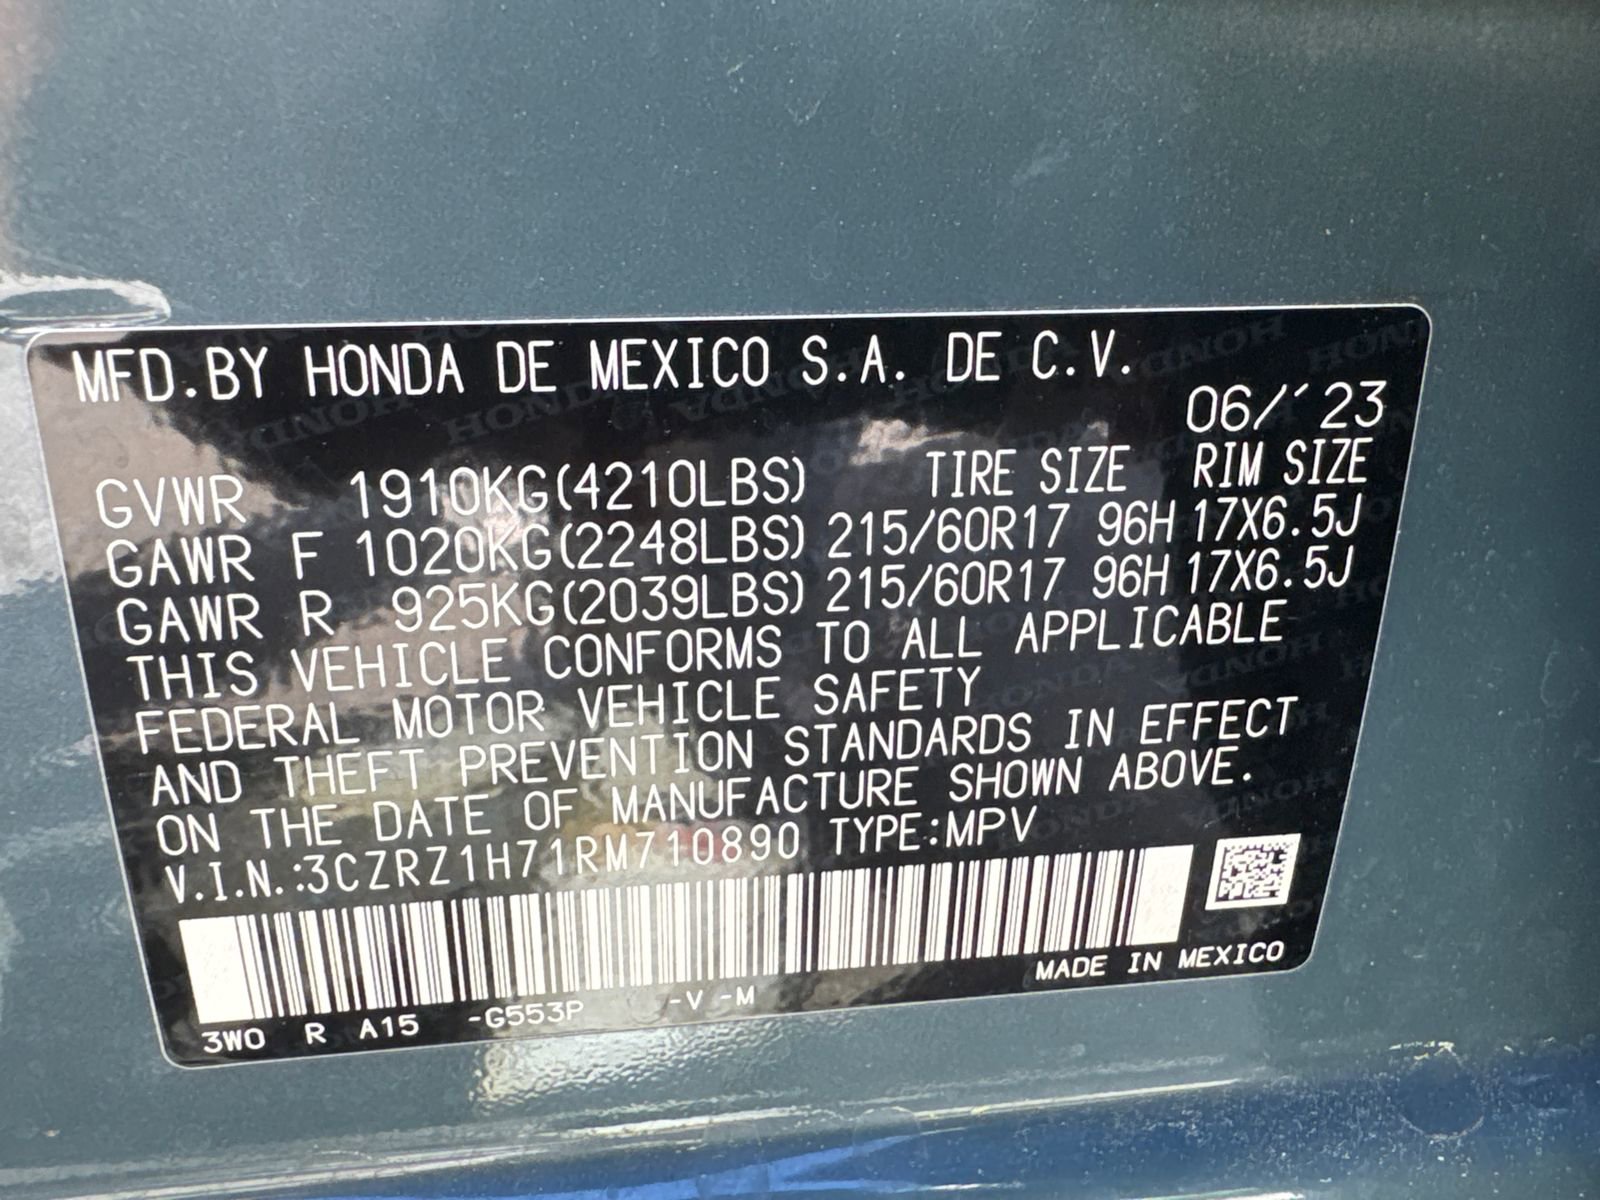 MFD.BY HONDA DE MEXICO S.A. DE C.V.
06/'23
GVWR 1910KG(4210LBS) TIRE SIZE RIM SIZE
GAWR F 1020KG(2248LBS) 215/60R17 96H 17X6.5J
GAWR R 925KG(2039LBS) 215/60R17 96H 17X6.5J
THIS VEHICLE CONFORMS TO ALL APPLICABLE
FEDERAL MOTOR VEHICLE SAFETY
AND THEFT PREVENTION STANDARDS IN EFFECT
ON THE DATE OF MANUFACTURE SHOWN ABOVE.
V.I.N.:3CZRZ1H71RM710890 TYPE:MPV
MADE IN MEXICO
3W0 R A15 -G553P -V -M